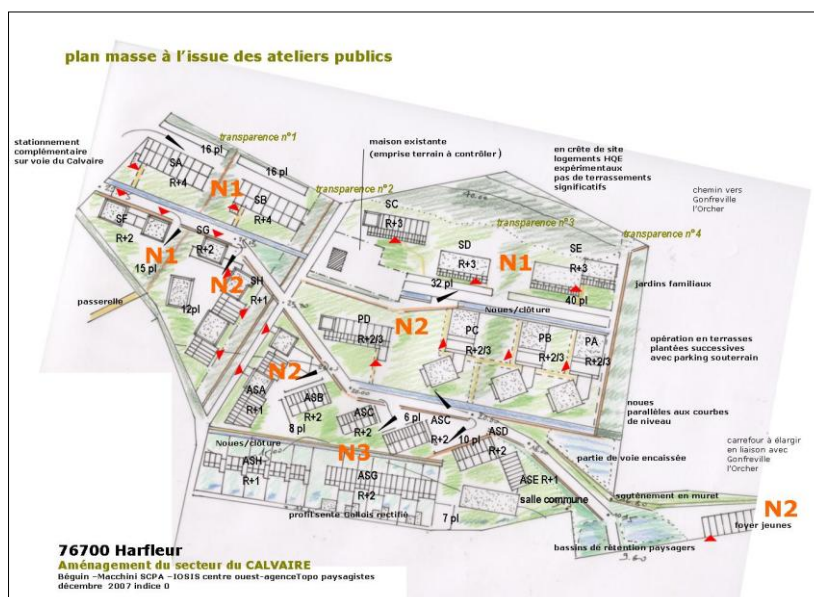 plan masse à l'issue des ateliers publics
stationnement
complémentaire
sur voie du Calvaire
16 pl
transparence n°1
16 pl
maison existante
(emprise terrain à contrôler)
en crête de site
logements HQE
expérimentaux
pas de terrassements
significatifs
chemin vers
Gonfreville
l'Orcher
SA
R+4
N1
SB
R+4
transparence n°2
SC
R+3
transparence n°3
transparence n°4
SF
R+2
SG
R+2
N1
15 pl
N2
SH
R+1
12pl
passerelle
SD
R+3
N1
SE
R+3
32 pl
40 pl
jardins familiaux
Noues/clôture
PD
R+2/3
N2
PC
R+2/3
PB
R+2/3
PA
R+2/3
opération en terrasses
plantées successives
avec parking souterrain
N2
ASA
R+1
ASB
R+2
8 pl
ASC
R+2
6 pl
ASC
R+2
10 pl
ASD
R+2
noues
parallèles aux courbes
de niveau
Noues/clôture
N3
ASH
R+1
ASG
R+2
ASE R+1
salle commune
partie de voie encaissée
carrefour à élargir
en liaison avec
Gonfreville
l'Orcher
soutènement en muret
N2
foyer jeunes
profil sente Gallois rectifié
7 pl
bassins de rétention paysagers
9.60
76700 Harfleur
Aménagement du secteur du CALVAIRE
Béguin –Macchini SCPA –IOSIS centre ouest-agenceTopo paysagistes
décembre 2007 indice 0